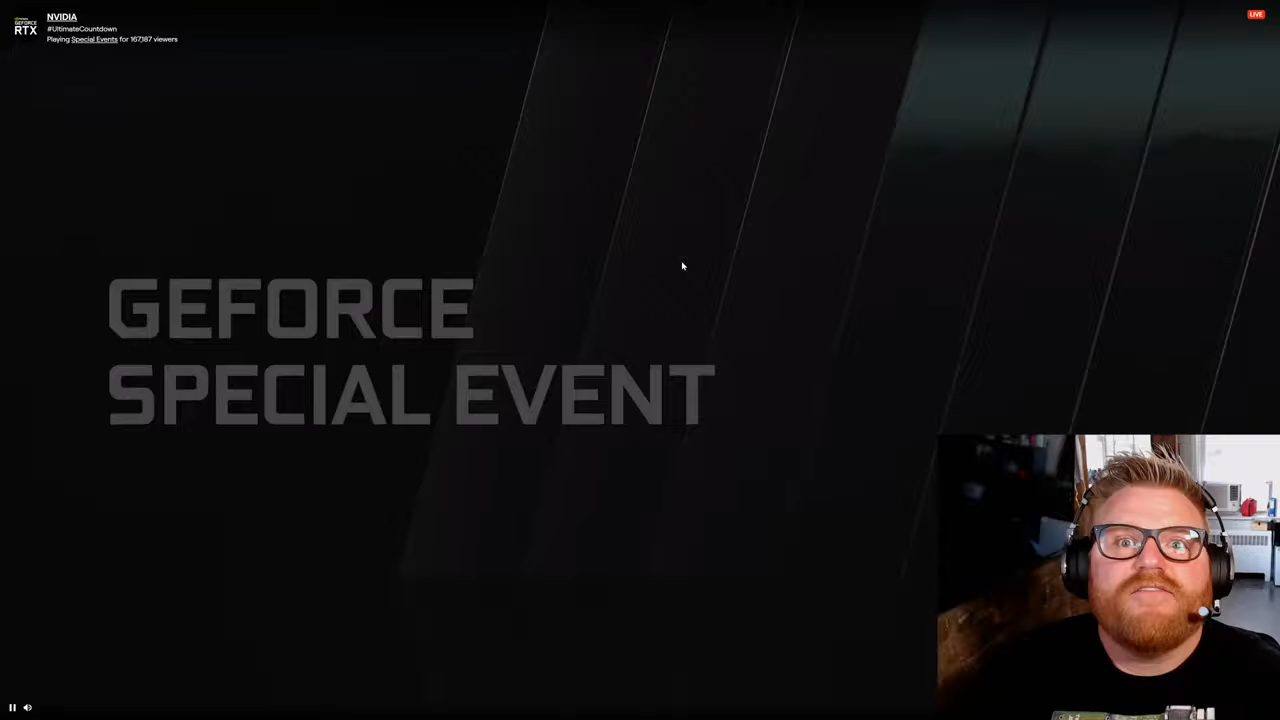 NVIDIA
GEFORCE
RTX
#UltimateCountdown
Playing Special Events for 167,187 viewers
LIVE
GEFORCE
SPECIAL EVENT